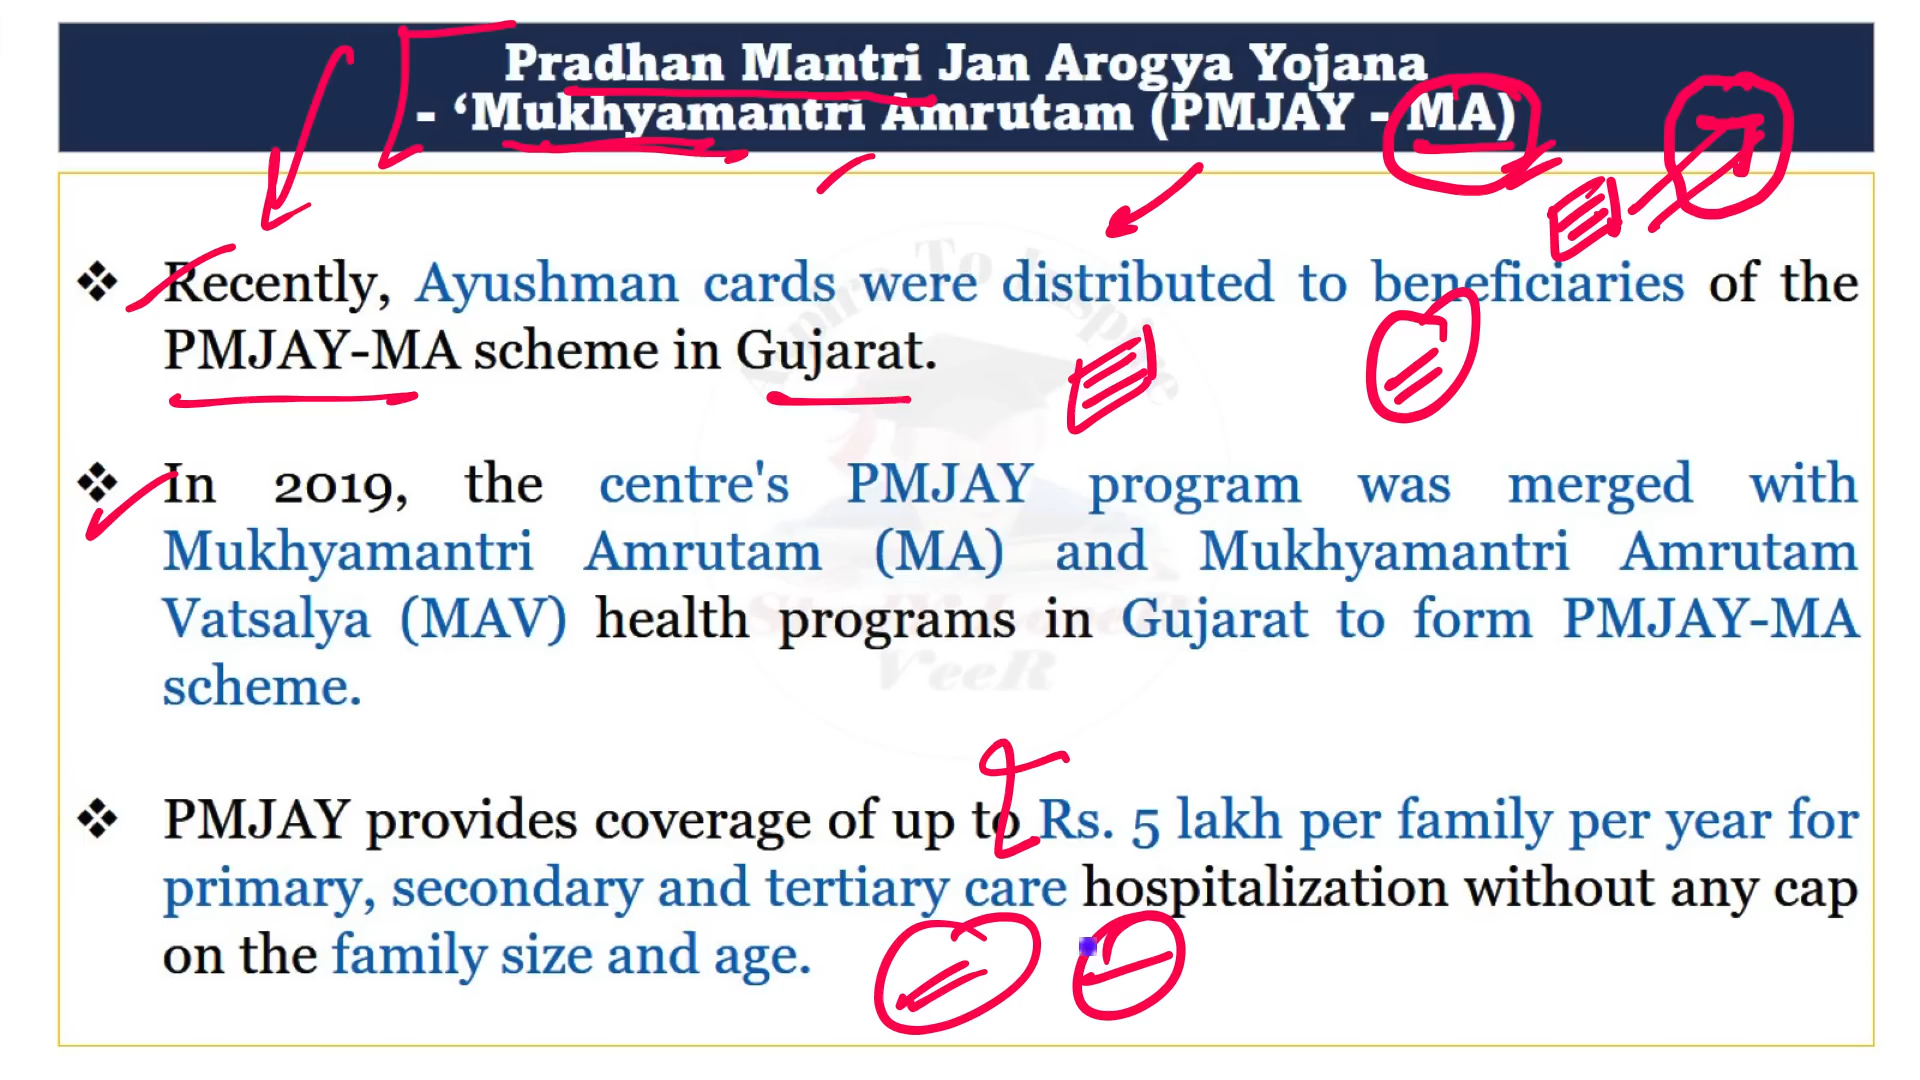 Pradhan Mantri Jan Arogya Yojana
- ‘Mukhyamantri Amrutam (PMJAY - MA)
❖ Recently, Ayushman cards were distributed to beneficiaries of the
PMJAY-MA scheme in Gujarat.
❖ In 2019, the centre's PMJAY program was merged with
Mukhyamantri Amrutam (MA) and Mukhyamantri Amrutam
Vatsalya (MAV) health programs in Gujarat to form PMJAY-MA
scheme.
❖ PMJAY provides coverage of up to Rs. 5 lakh per family per year for
primary, secondary and tertiary care hospitalization without any cap
on the family size and age.
To Inspire
VeeR